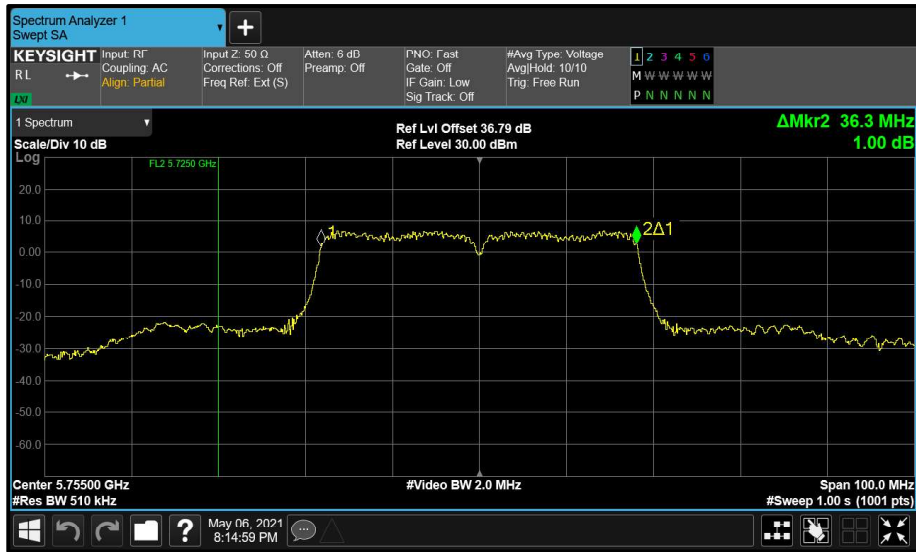 Spectrum Analyzer 1
Swept SA
+
KEYSIGHT
RL
LXI
Input: RF
Coupling: AC
Align: Partial
Input Z: 50 Ω
Corrections: Off
Freq Ref: Ext (S)
Atten: 6 dB
Preamp: Off
PNO: Fast
Gate: Off
IF Gain: Low
Sig Track: Off
#Avg Type: Voltage
Avg|Hold: 10/10
Trig: Free Run
1 2 3 4 5 6
M W W W W W
P N N N N N
1 Spectrum
Scale/Div 10 dB
Ref Lvl Offset 36.79 dB
Ref Level 30.00 dBm
ΔMkr2 36.3 MHz
1.00 dB
Log
FL2 5.7250 GHz
20.0
10.0
1
2Δ1
0.00
-10.0
-20.0
-30.0
-40.0
-50.0
-60.0
Center 5.75500 GHz
#Video BW 2.0 MHz
Span 100.0 MHz
#Res BW 510 kHz
#Sweep 1.00 s (1001 pts)
?
May 06, 2021
8:14:59 PM